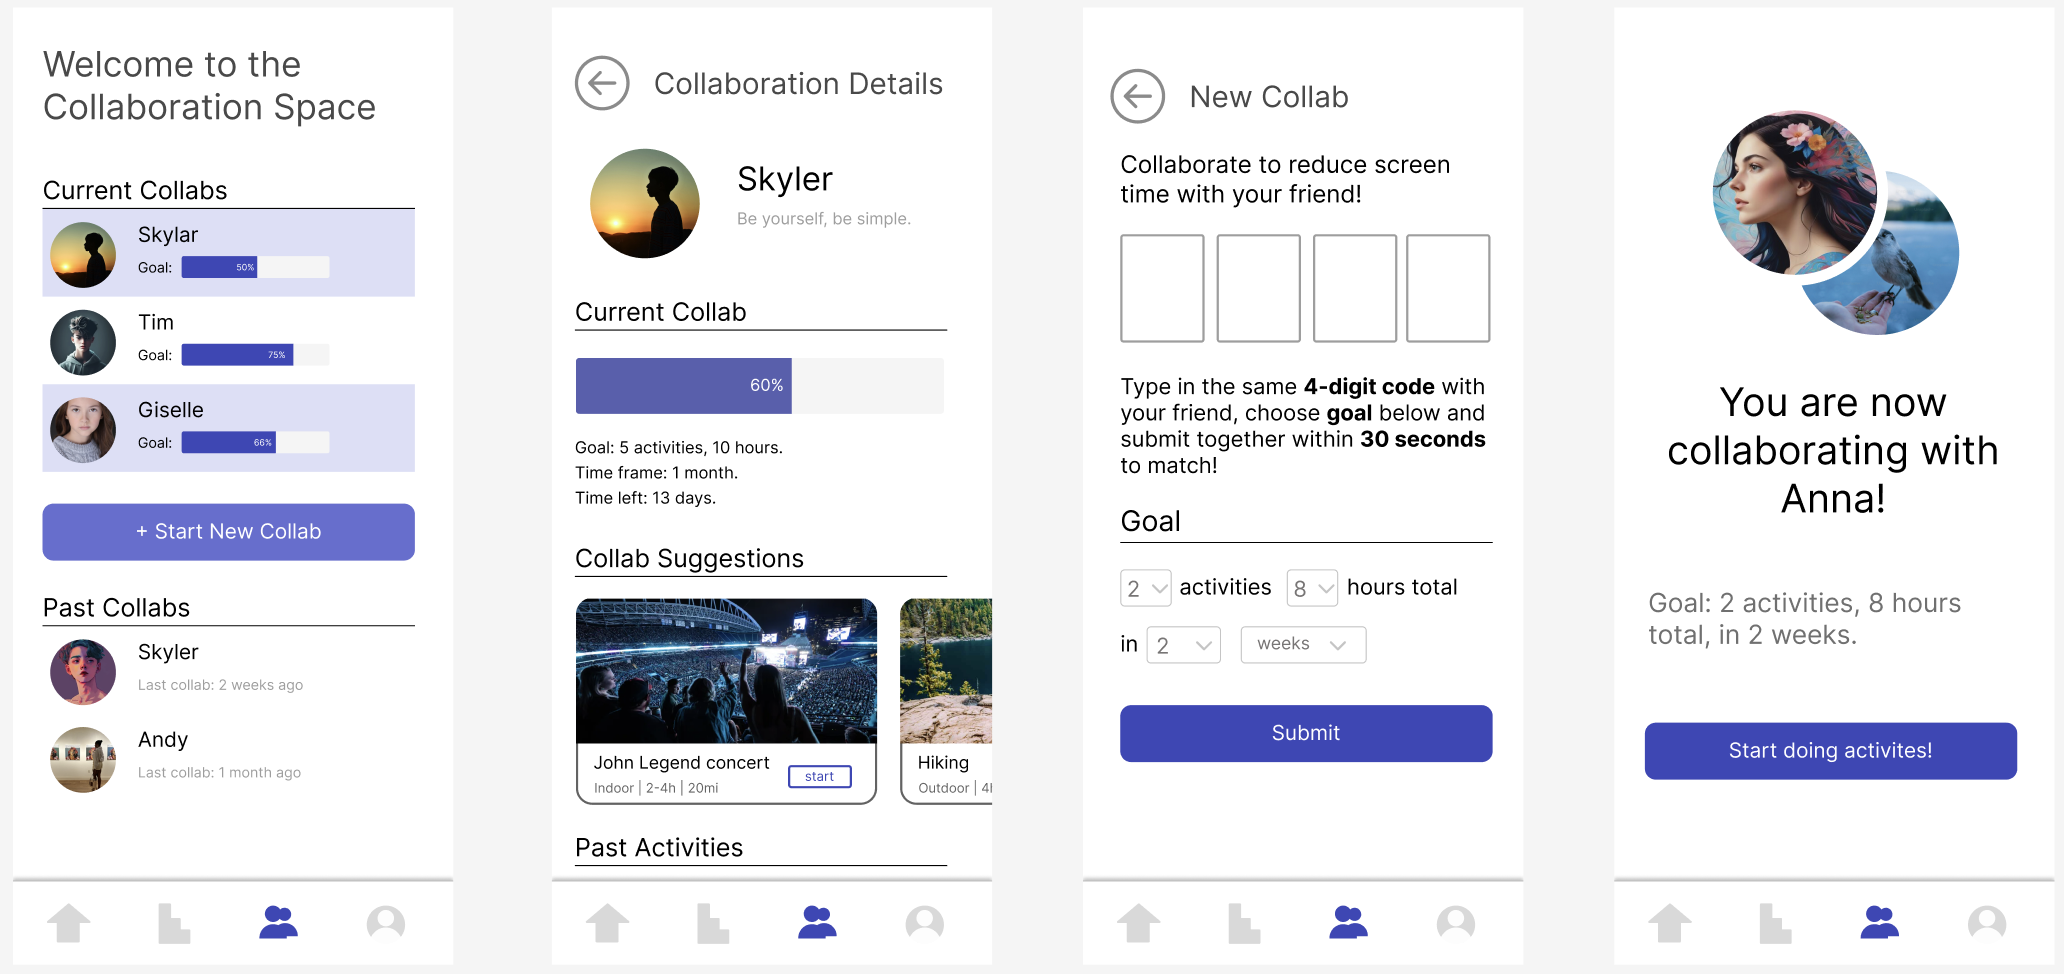 Welcome to the
Collaboration Space
Current Collabs
Skylar
Goal: 50%
Tim
Goal: 75%
Giselle
Goal: 66%
+ Start New Collab
Past Collabs
Skyler
Last collab: 2 weeks ago
Andy
Last collab: 1 month ago
Collaboration Details
Skyler
Be yourself, be simple.
Current Collab
60%
Goal: 5 activities, 10 hours.
Time frame: 1 month.
Time left: 13 days.
Collab Suggestions
John Legend concert
Indoor | 2-4h | 20mi
start
Hiking
Outdoor |
Past Activities
New Collab
Collaborate to reduce screen
time with your friend!
Type in the same 4-digit code with
your friend, choose goal below and
submit together within 30 seconds
to match!
Goal
2 activities 8 hours total
in 2 weeks
Submit
You are now
collaborating with
Anna!
Goal: 2 activities, 8 hours
total, in 2 weeks.
Start doing activites!